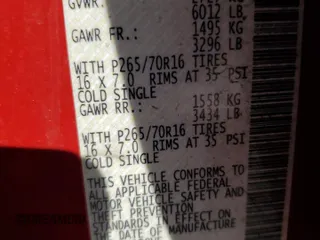 GVWR:
6012 LB
GAWR FR.: 1495 KG
3296 LB
WITH P265/70R16 TIRES
16 X 7.0 RIMS AT 35 PSI
COLD SINGLE
GAWR RR.: 1558 KG
3434 LB
WITH P265/70R16 TIRES
16 X 7.0 RIMS AT 35 PSI
COLD SINGLE
THIS VEHICLE CONFORMS TO
ALL APPLICABLE FEDERAL
MOTOR VEHICLE SAFETY AND
THEFT PREVENTION
STANDARDS IN EFFECT ON
THE DATE OF